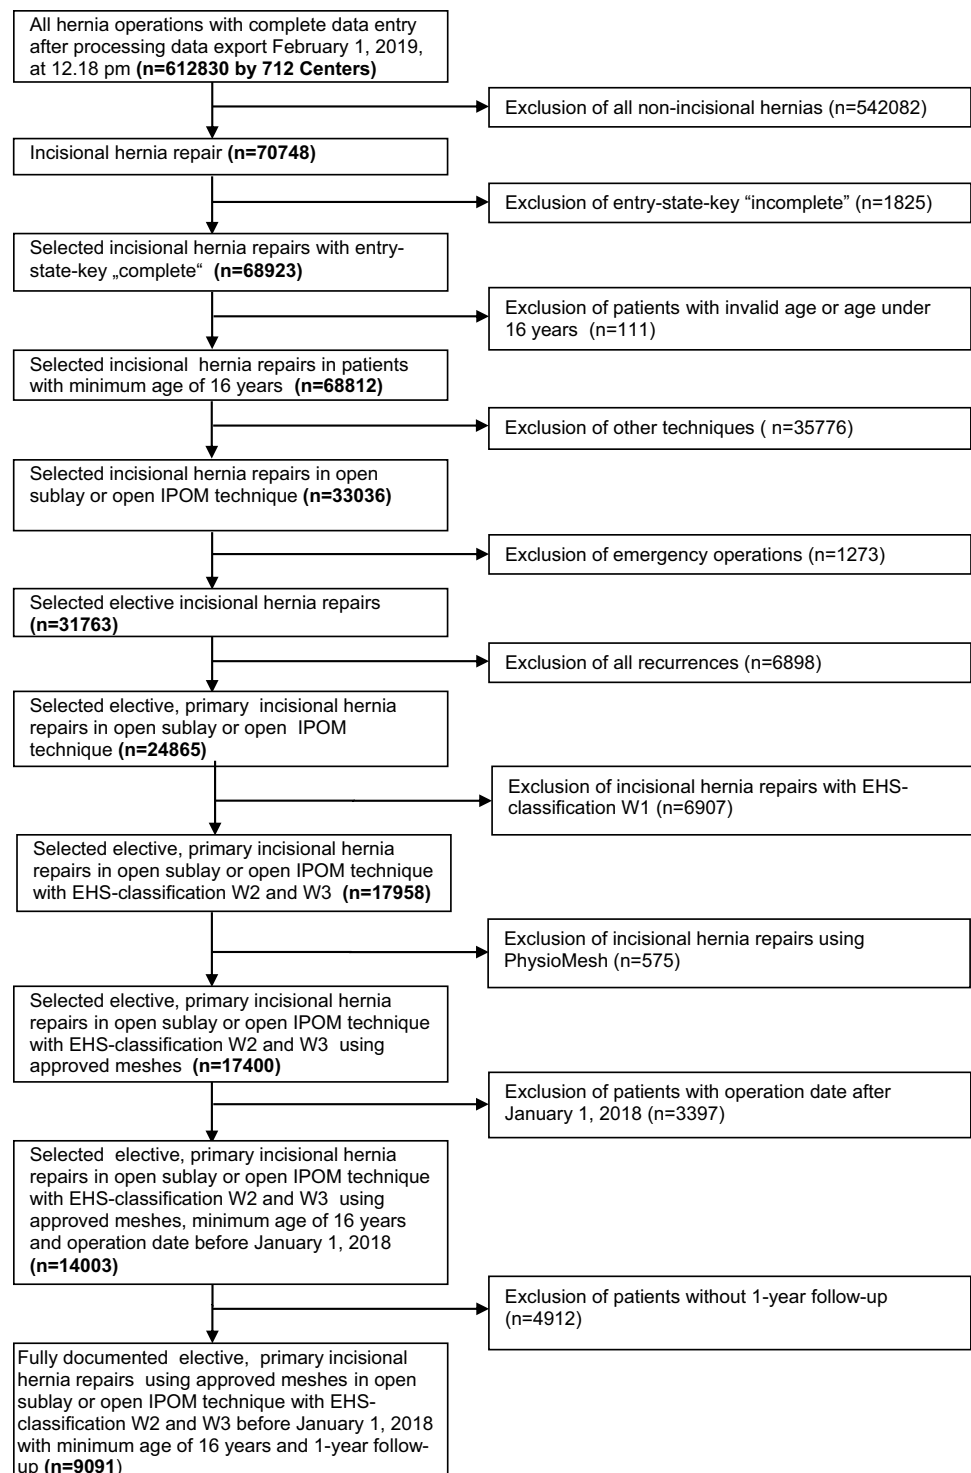 All hernia operations with complete data entry
after processing data export February 1, 2019,
at 12.18 pm (n=612830 by 712 Centers)
Exclusion of all non-incisional hernias (n=542082)
Incisional hernia repair (n=70748)
Exclusion of entry-state-key “incomplete” (n=1825)
Selected incisional hernia repairs with entry-
state-key „complete“ (n=68923)
Exclusion of patients with invalid age or age under
16 years (n=111)
Selected incisional hernia repairs in patients
with minimum age of 16 years (n=68812)
Exclusion of other techniques ( n=35776)
Selected incisional hernia repairs in open
sublay or open IPOM technique (n=33036)
Exclusion of emergency operations (n=1273)
Selected elective incisional hernia repairs
(n=31763)
Exclusion of all recurrences (n=6898)
Selected elective, primary incisional hernia
repairs in open sublay or open IPOM
technique (n=24865)
Exclusion of incisional hernia repairs with EHS-
classification W1 (n=6907)
Selected elective, primary incisional hernia
repairs in open sublay or open IPOM technique
with EHS-classification W2 and W3 (n=17958)
Exclusion of incisional hernia repairs using
PhysioMesh (n=575)
Selected elective, primary incisional hernia
repairs in open sublay or open IPOM technique
with EHS-classification W2 and W3 using
approved meshes (n=17400)
Exclusion of patients with operation date after
January 1, 2018 (n=3397)
Selected elective, primary incisional hernia
repairs in open sublay or open IPOM technique
with EHS-classification W2 and W3 using
approved meshes, minimum age of 16 years
and operation date before January 1, 2018
(n=14003)
Exclusion of patients without 1-year follow-up
(n=4912)
Fully documented elective, primary incisional
hernia repairs using approved meshes in open
sublay or open IPOM technique with EHS-
classification W2 and W3 before January 1, 2018
with minimum age of 16 years and 1-year follow-
up (n=9091)